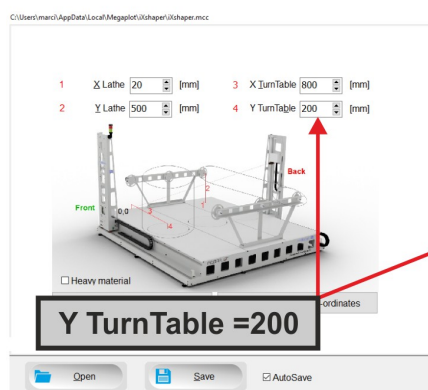 C:\Users\marci\AppData\Local\Megaplot\iXshaper\iXshaper.mcc
1 X Lathe 20 [mm] 3 X TurnTable 800 [mm]
2 Y Lathe 500 [mm] 4 Y TurnTable 200 [mm]
Back
2
Front 0;0 3 1
4
Heavy material
ordinates
Y TurnTable =200
Open Save AutoSave